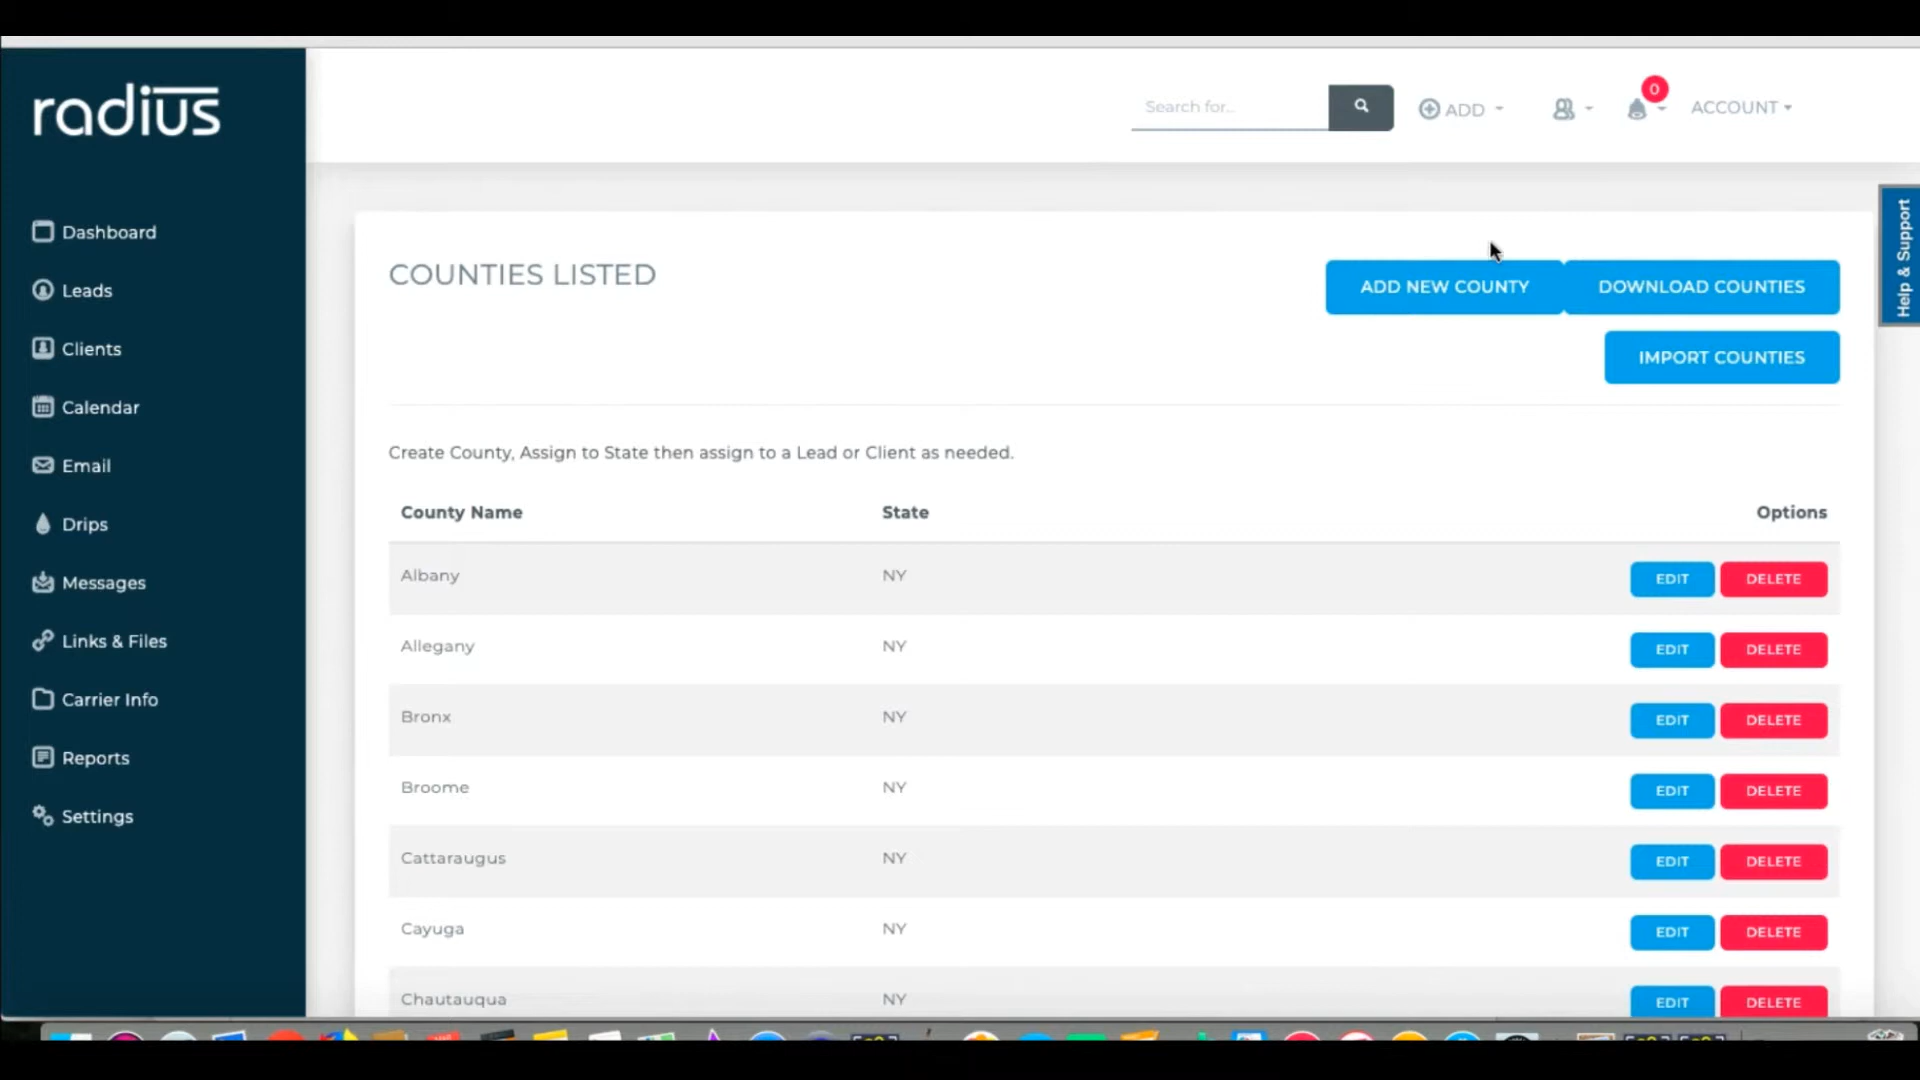 radius
Search for...
ADD
0
ACCOUNT
Help & Support
Dashboard
Leads
Clients
Calendar
Email
Drips
Messages
Links & Files
Carrier Info
Reports
Settings
COUNTIES LISTED
ADD NEW COUNTY
DOWNLOAD COUNTIES
IMPORT COUNTIES
Create County, Assign to State then assign to a Lead or Client as needed.
County Name State Options
Albany NY EDIT DELETE
Allegany NY EDIT DELETE
Bronx NY EDIT DELETE
Broome NY EDIT DELETE
Cattaraugus NY EDIT DELETE
Cayuga NY EDIT DELETE
Chautauqua NY EDIT DELETE